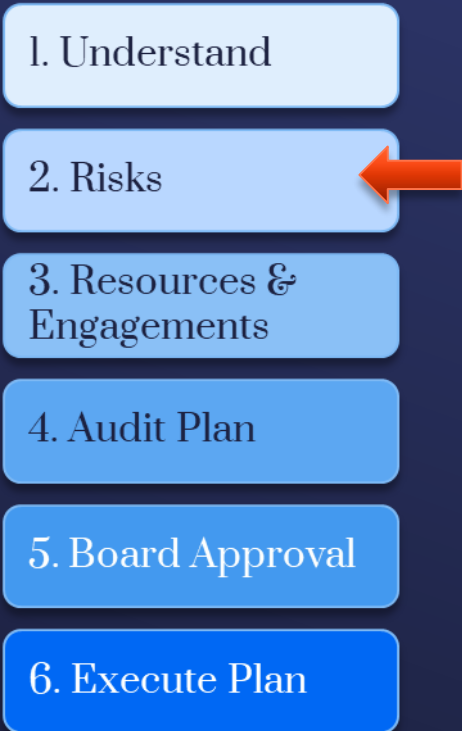 1. Understand
2. Risks
3. Resources &
Engagements
4. Audit Plan
5. Board Approval
6. Execute Plan